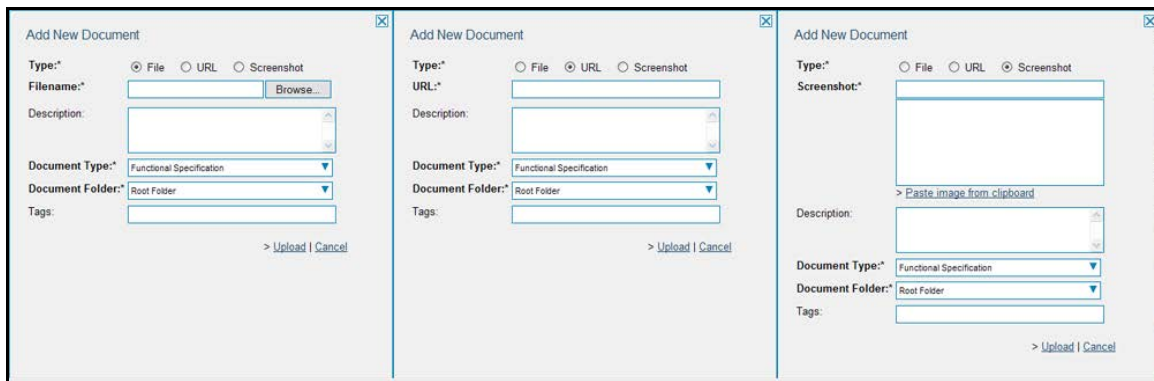 Add New Document
Type:* File URL Screenshot
Filename:* Browse...
Description:
Document Type:* Functional Specification
Document Folder:* Root Folder
Tags:
> Upload | Cancel
Add New Document
Type:* File URL Screenshot
URL:*
Description:
Document Type:* Functional Specification
Document Folder:* Root Folder
Tags:
> Upload | Cancel
Add New Document
Type:* File URL Screenshot
Screenshot:*
> Paste image from clipboard
Description:
Document Type:* Functional Specification
Document Folder:* Root Folder
Tags:
> Upload | Cancel